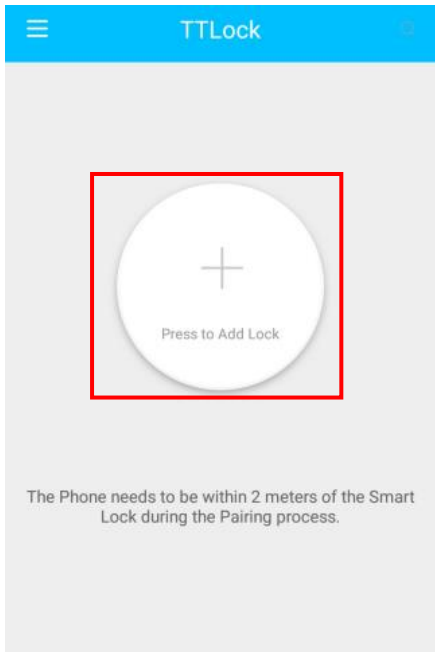 TTLock
Press to Add Lock
The Phone needs to be within 2 meters of the Smart
Lock during the Pairing process.